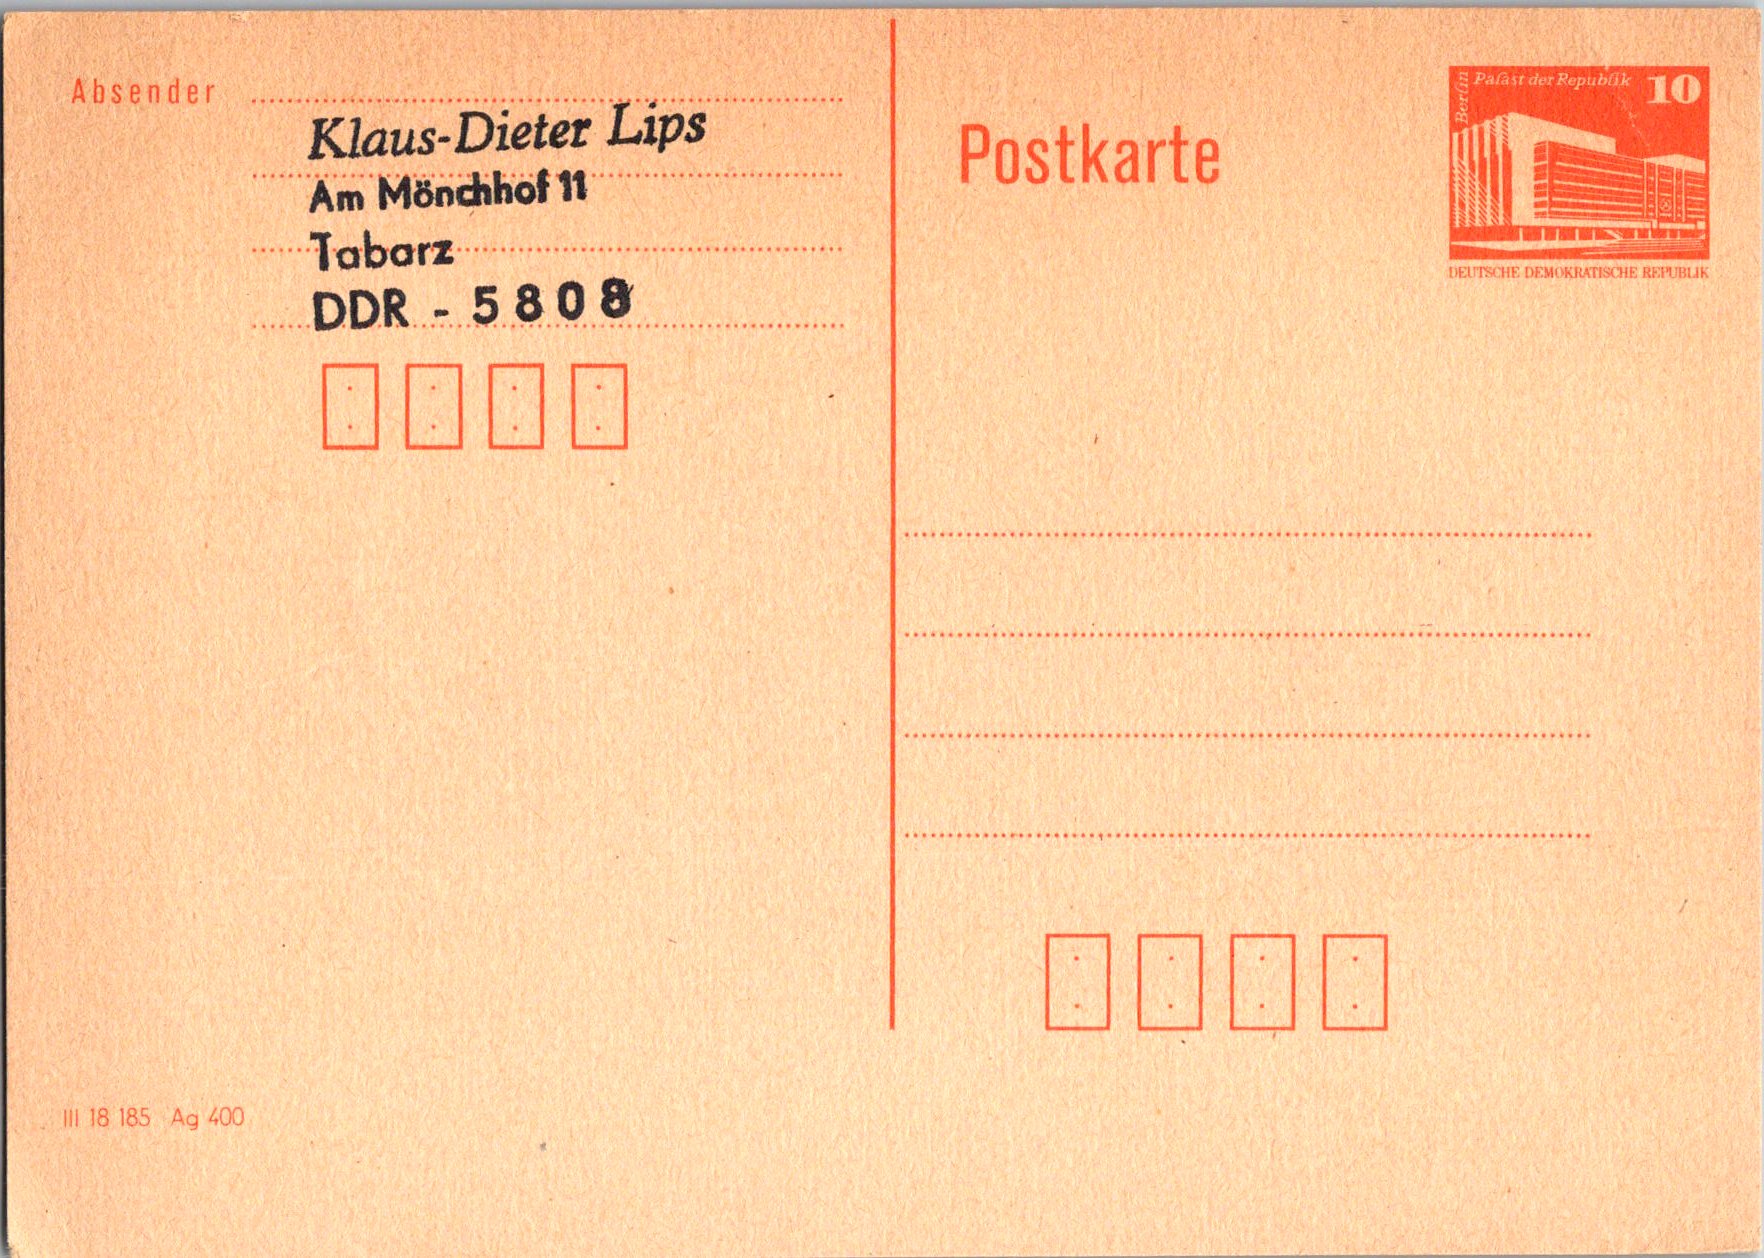 Absender
Klaus-Dieter Lips
Am Mönchhof 11
Tabarz
DDR - 5808
Postkarte
Berlin
Palast der Republik
10
DEUTSCHE DEMOKRATISCHE REPUBLIK
III 18 185 Ag 400